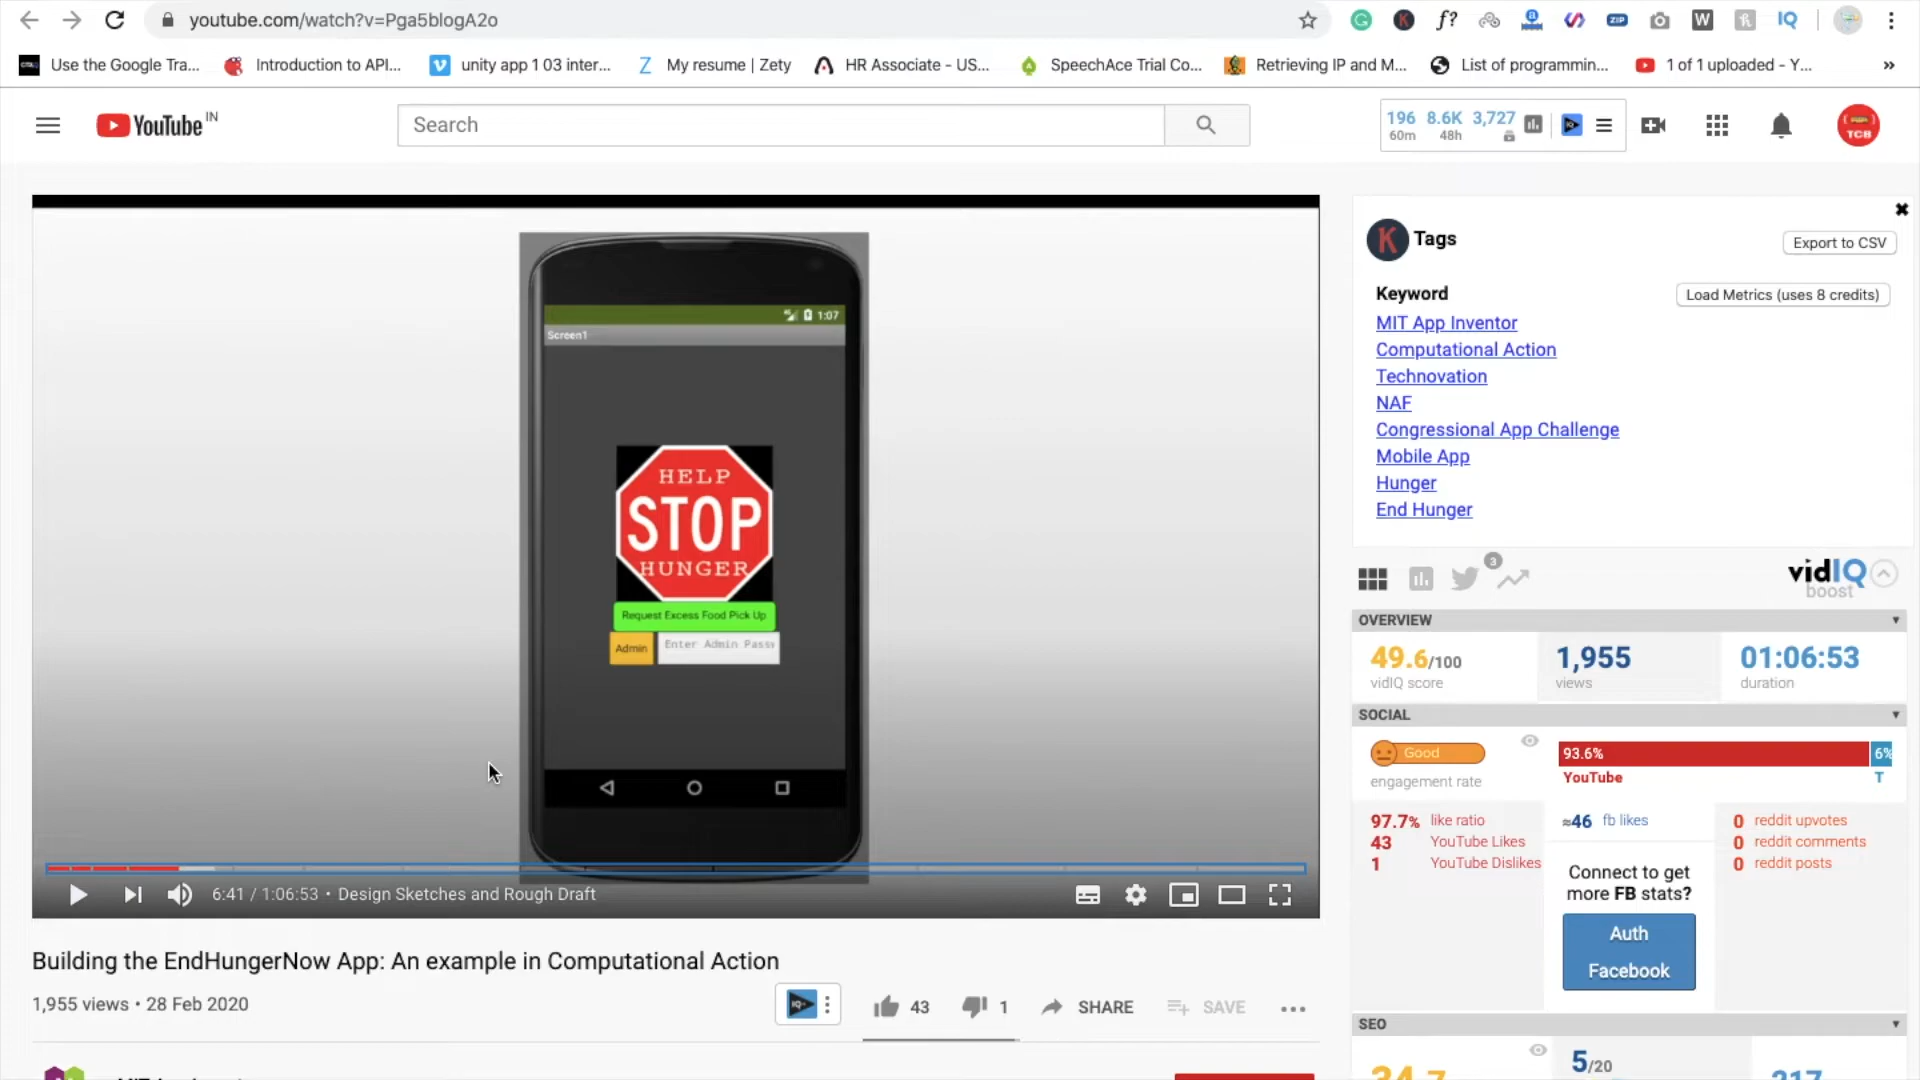 youtube.com/watch?v=Pga5blogA2o
Use the Google Tra...
Introduction to API...
unity app 1 03 inter...
My resume | Zety
HR Associate - US...
SpeechAce Trial Co...
Retrieving IP and M...
List of programmin...
1 of 1 uploaded - Y...
YouTube IN
Search
196 8.6K 3,727
60m 48h
TCB
HELP
STOP
HUNGER
1:07
Screen1
Request Excess Food Pick Up
Admin
Enter Admin Passw
6:41 / 1:06:53 • Design Sketches and Rough Draft
Building the EndHungerNow App: An example in Computational Action
1,955 views • 28 Feb 2020
43
1
SHARE
SAVE
Tags
Export to CSV
Keyword
Load Metrics (uses 8 credits)
MIT App Inventor
Computational Action
Technovation
NAF
Congressional App Challenge
Mobile App
Hunger
End Hunger
3
vidIQ
boost
OVERVIEW
49.6/100
vidIQ score
1,955
views
01:06:53
duration
SOCIAL
Good
engagement rate
93.6%
6%
YouTube
T
97.7% like ratio
43 YouTube Likes
1 YouTube Dislikes
≈46 fb likes
0 reddit upvotes
0 reddit comments
0 reddit posts
Connect to get
more FB stats?
Auth
Facebook
SEO
34.7
5/20
217